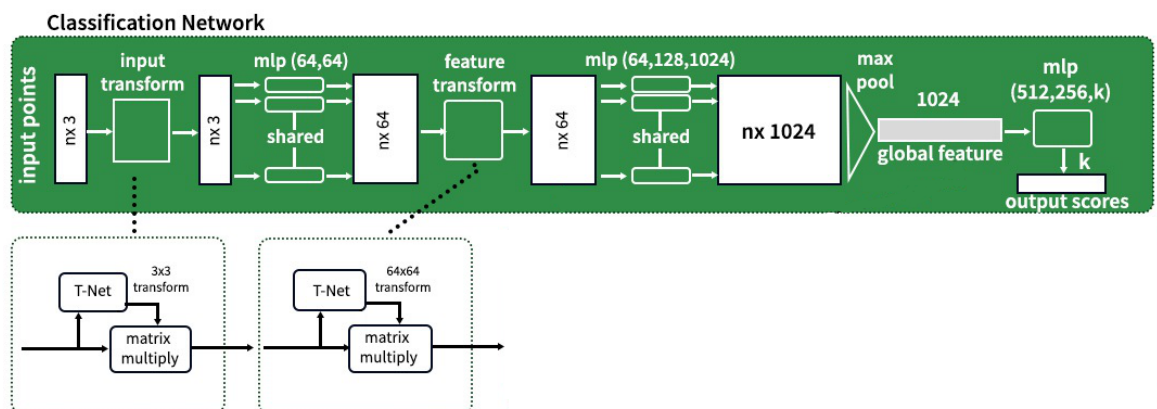 Classification Network
input points
nx 3
input
transform
nx 3
mlp (64,64)
shared
nx 64
feature
transform
nx 64
mlp (64,128,1024)
shared
nx 1024
max
pool
1024
global feature
mlp
(512,256,k)
k
output scores
T-Net
3x3
transform
matrix
multiply
T-Net
64x64
transform
matrix
multiply